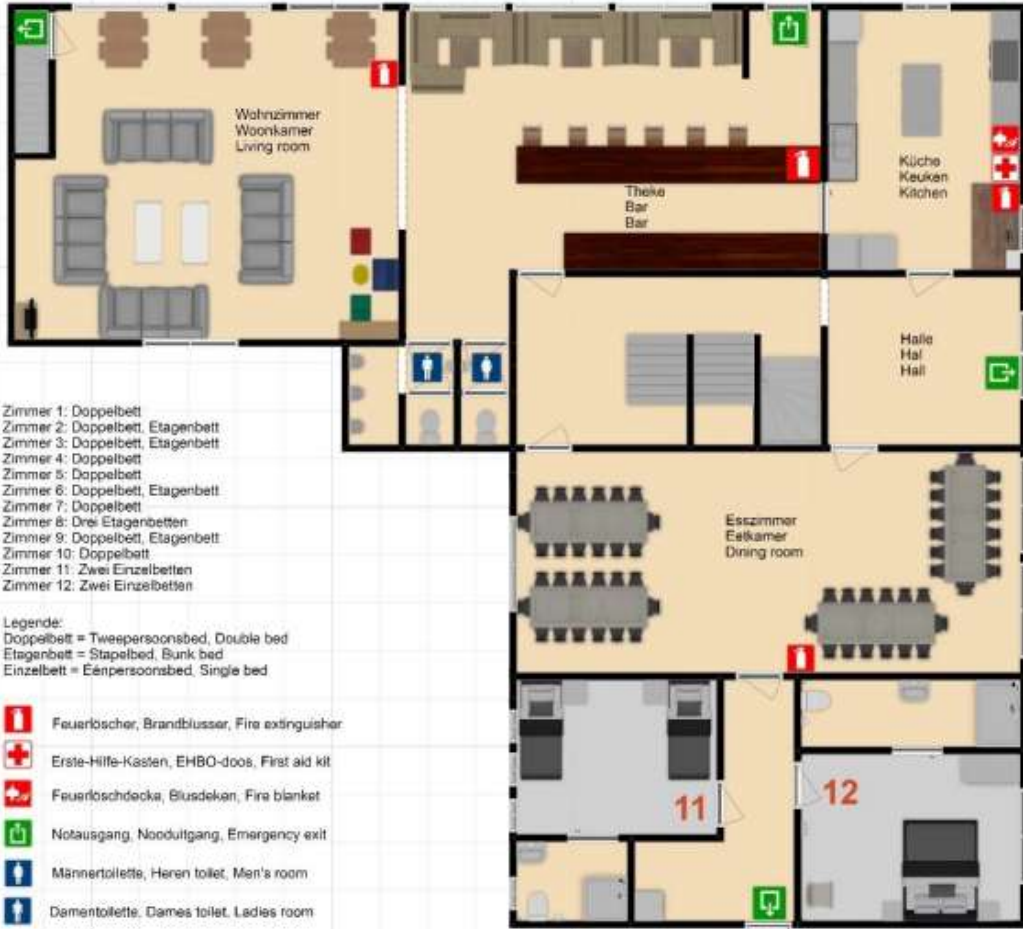 Wohnzimmer
Woonkamer
Living room
Theke
Bar
Bar
Küche
Keuken
Kitchen
Halle
Hal
Hall
Zimmer 1: Doppelbett
Zimmer 2: Doppelbett, Etagenbett
Zimmer 3: Doppelbett, Etagenbett
Zimmer 4: Doppelbett
Zimmer 5: Doppelbett
Zimmer 6: Doppelbett, Etagenbett
Zimmer 7: Doppelbett
Zimmer 8: Drei Etagenbetten
Zimmer 9: Doppelbett, Etagenbett
Zimmer 10: Doppelbett
Zimmer 11: Zwei Einzelbetten
Zimmer 12: Zwei Einzelbetten
Esszimmer
Eetkamer
Dining room
Legende:
Doppelbett = Tweepersoonsbed, Double bed
Etagenbett = Stapelbed, Bunk bed
Einzelbett = Éénpersoonsbed, Single bed
Feuerlöscher, Brandblusser, Fire extinguisher
Erste-Hilfe-Kasten, EHBO-doos, First aid kit
Feuerlöschdecke, Blusdeken, Fire blanket
Notausgang, Nooduitgang, Emergency exit
Männertoilette, Heren toilet, Men's room
Damentoilette, Dames toilet, Ladies room
11
12